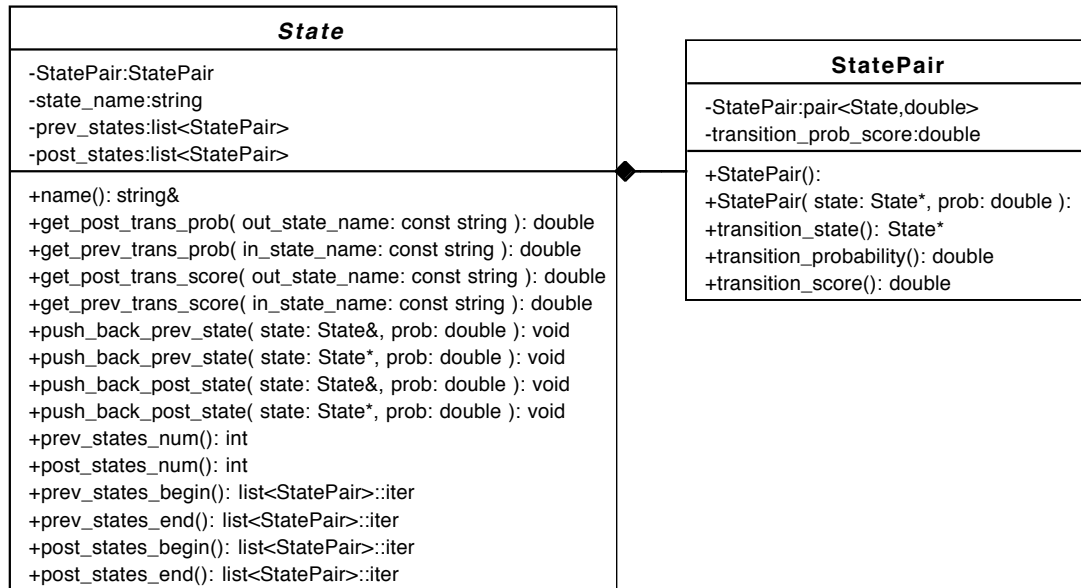 State
-StatePair:StatePair
-state_name:string
-prev_states:list<StatePair>
-post_states:list<StatePair>
+name(): string&
+get_post_trans_prob( out_state_name: const string ): double
+get_prev_trans_prob( in_state_name: const string ): double
+get_post_trans_score( out_state_name: const string ): double
+get_prev_trans_score( in_state_name: const string ): double
+push_back_prev_state( state: State&, prob: double ): void
+push_back_prev_state( state: State*, prob: double ): void
+push_back_post_state( state: State&, prob: double ): void
+push_back_post_state( state: State*, prob: double ): void
+prev_states_num(): int
+post_states_num(): int
+prev_states_begin(): list<StatePair>::iter
+prev_states_end(): list<StatePair>::iter
+post_states_begin(): list<StatePair>::iter
+post_states_end(): list<StatePair>::iter
StatePair
-StatePair:pair<State,double>
-transition_prob_score:double
+StatePair():
+StatePair( state: State*, prob: double ):
+transition_state(): State*
+transition_probability(): double
+transition_score(): double